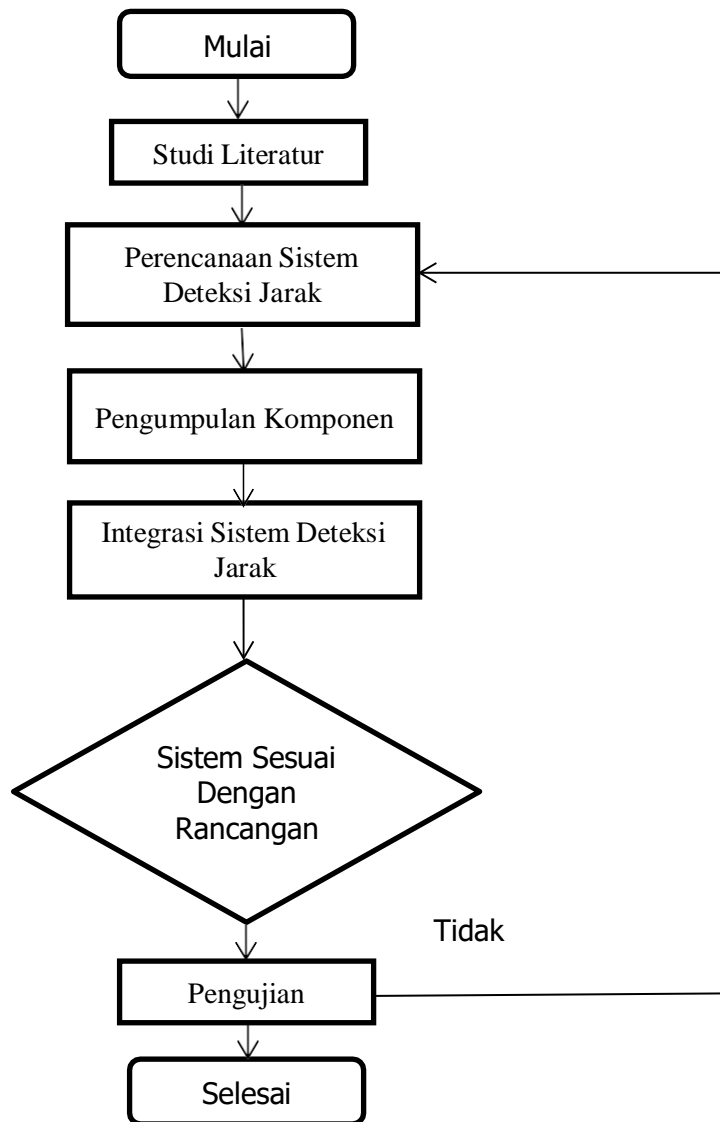 Mulai
Studi Literatur
Perencanaan Sistem
Deteksi Jarak
Pengumpulan Komponen
Integrasi Sistem Deteksi
Jarak
Sistem Sesuai
Dengan
Rancangan
Tidak
Pengujian
Selesai